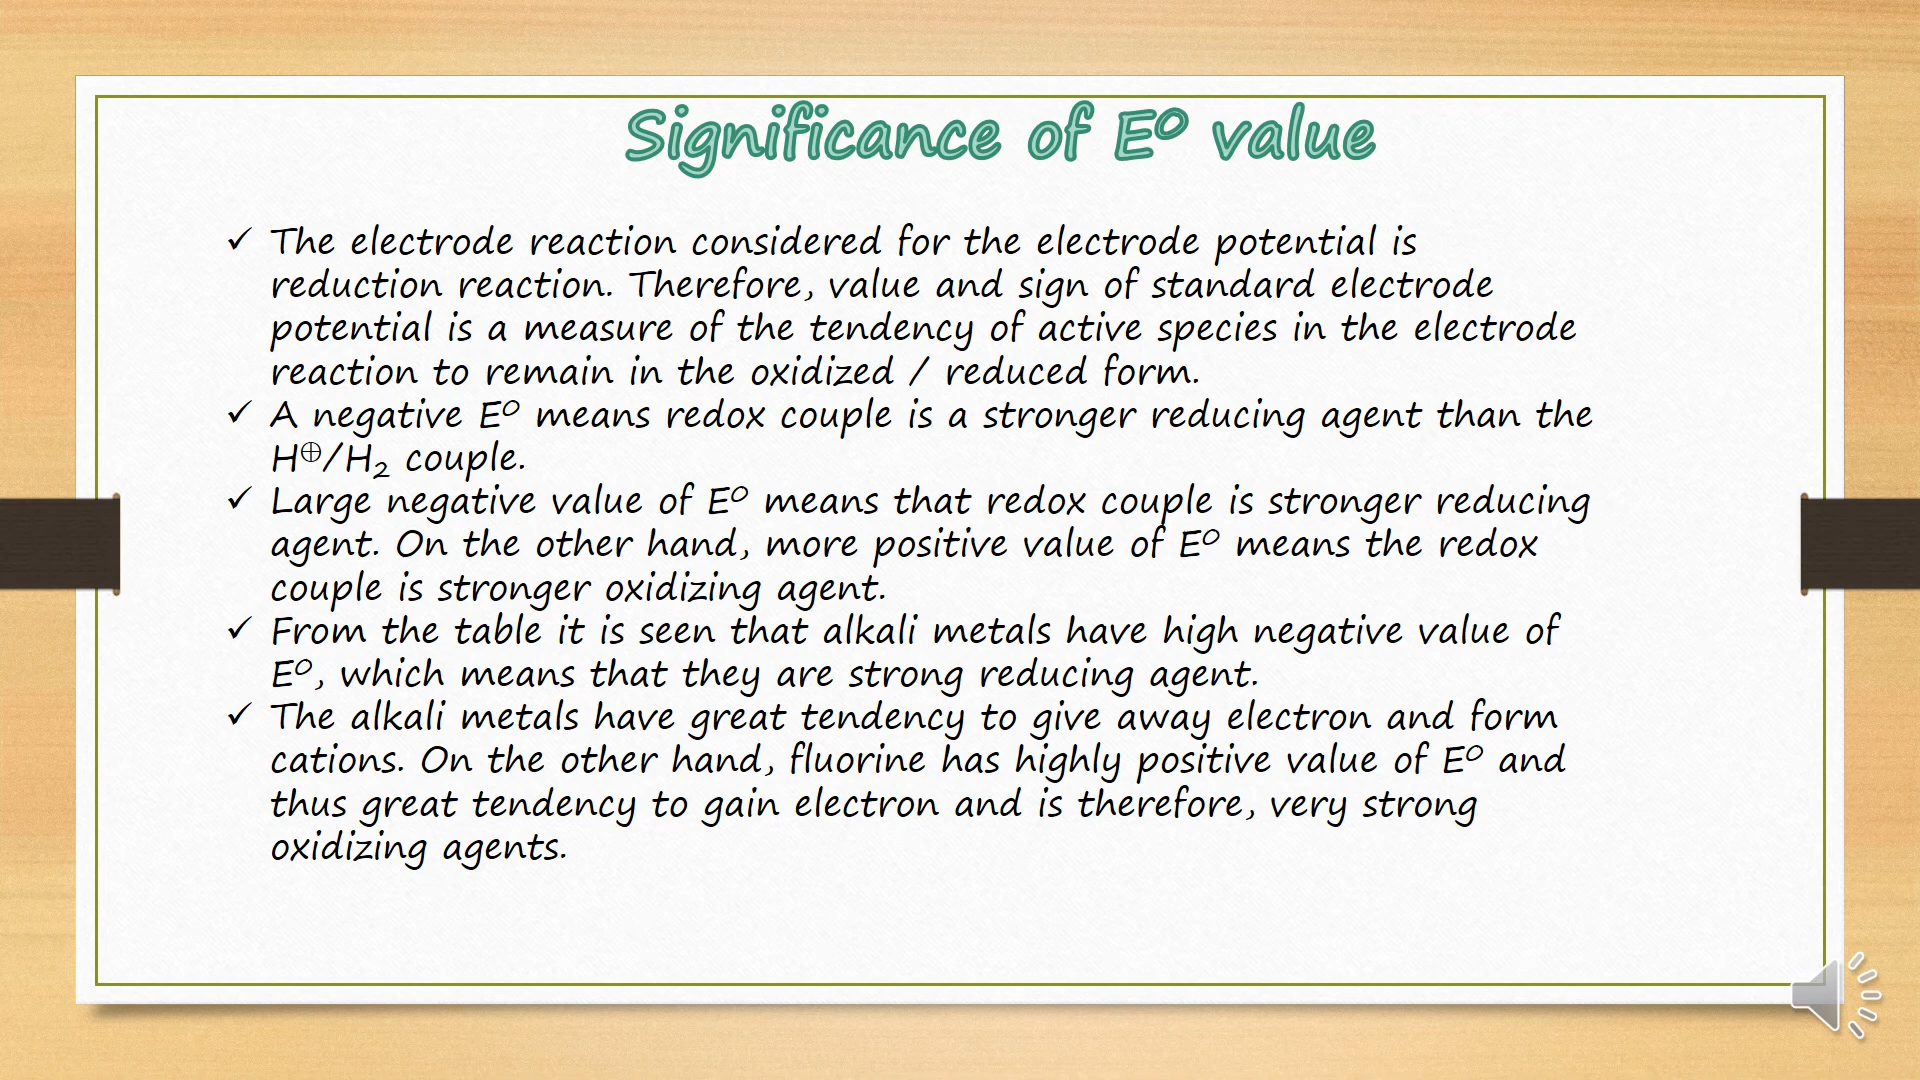 Significance of E⁰ value
✓ The electrode reaction considered for the electrode potential is
reduction reaction. Therefore, value and sign of standard electrode
potential is a measure of the tendency of active species in the electrode
reaction to remain in the oxidized / reduced form.
✓ A negative E⁰ means redox couple is a stronger reducing agent than the
H⊕/H₂ couple.
✓ Large negative value of E⁰ means that redox couple is stronger reducing
agent. On the other hand, more positive value of E⁰ means the redox
couple is stronger oxidizing agent.
✓ From the table it is seen that alkali metals have high negative value of
E⁰, which means that they are strong reducing agent.
✓ The alkali metals have great tendency to give away electron and form
cations. On the other hand, fluorine has highly positive value of E⁰ and
thus great tendency to gain electron and is therefore, very strong
oxidizing agents.